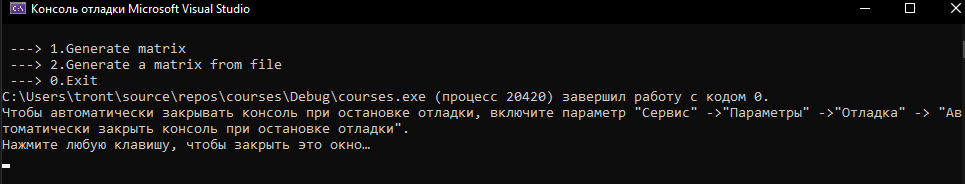 Консоль отладки Microsoft Visual Studio
---> 1.Generate matrix
---> 2.Generate a matrix from file
---> 0.Exit
C:\Users\tront\source\repos\courses\Debug\courses.exe (процесс 20420) завершил работу с кодом 0.
Чтобы автоматически закрывать консоль при остановке отладки, включите параметр "Сервис" ->"Параметры" ->"Отладка" -> "Ав
томатически закрыть консоль при остановке отладки".
Нажмите любую клавишу, чтобы закрыть это окно…